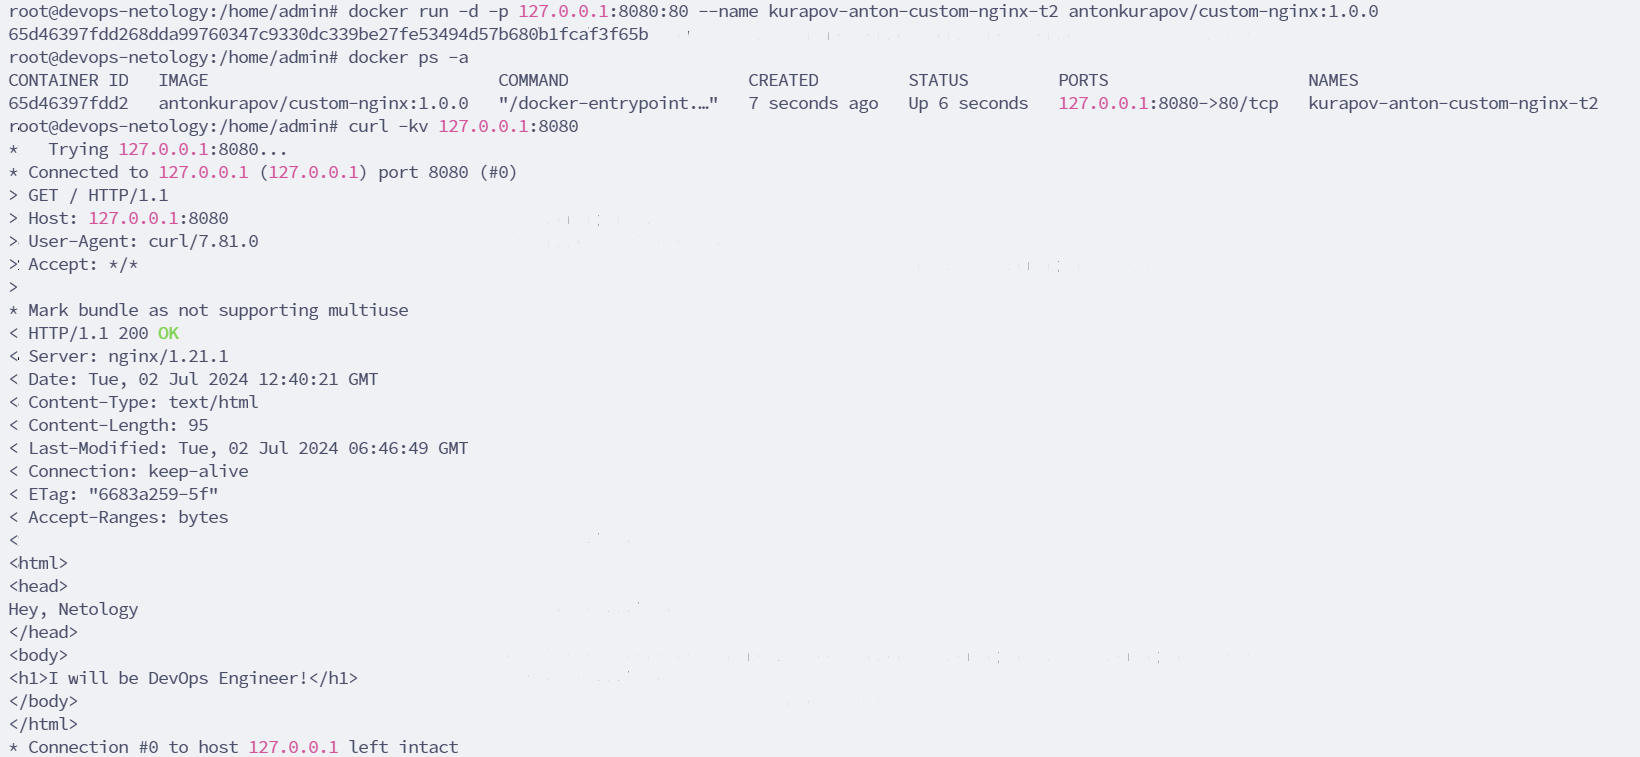 root@devops-netology:/home/admin# docker run -d -p 127.0.0.1:8080:80 --name kurapov-anton-custom-nginx-t2 antonkurapov/custom-nginx:1.0.0
65d46397fdd268dda99760347c9330dc339be27fe53494d57b680b1fcaf3f65b
root@devops-netology:/home/admin# docker ps -a
CONTAINER ID   IMAGE                             COMMAND                  CREATED         STATUS         PORTS                    NAMES
65d46397fdd2   antonkurapov/custom-nginx:1.0.0   "/docker-entrypoint.…"   7 seconds ago   Up 6 seconds   127.0.0.1:8080->80/tcp   kurapov-anton-custom-nginx-t2
root@devops-netology:/home/admin# curl -kv 127.0.0.1:8080
*   Trying 127.0.0.1:8080...
* Connected to 127.0.0.1 (127.0.0.1) port 8080 (#0)
> GET / HTTP/1.1
> Host: 127.0.0.1:8080
> User-Agent: curl/7.81.0
> Accept: */*
>
* Mark bundle as not supporting multiuse
< HTTP/1.1 200 OK
< Server: nginx/1.21.1
< Date: Tue, 02 Jul 2024 12:40:21 GMT
< Content-Type: text/html
< Content-Length: 95
< Last-Modified: Tue, 02 Jul 2024 06:46:49 GMT
< Connection: keep-alive
< ETag: "6683a259-5f"
< Accept-Ranges: bytes
<
<html>
<head>
Hey, Netology
</head>
<body>
<h1>I will be DevOps Engineer!</h1>
</body>
</html>
* Connection #0 to host 127.0.0.1 left intact